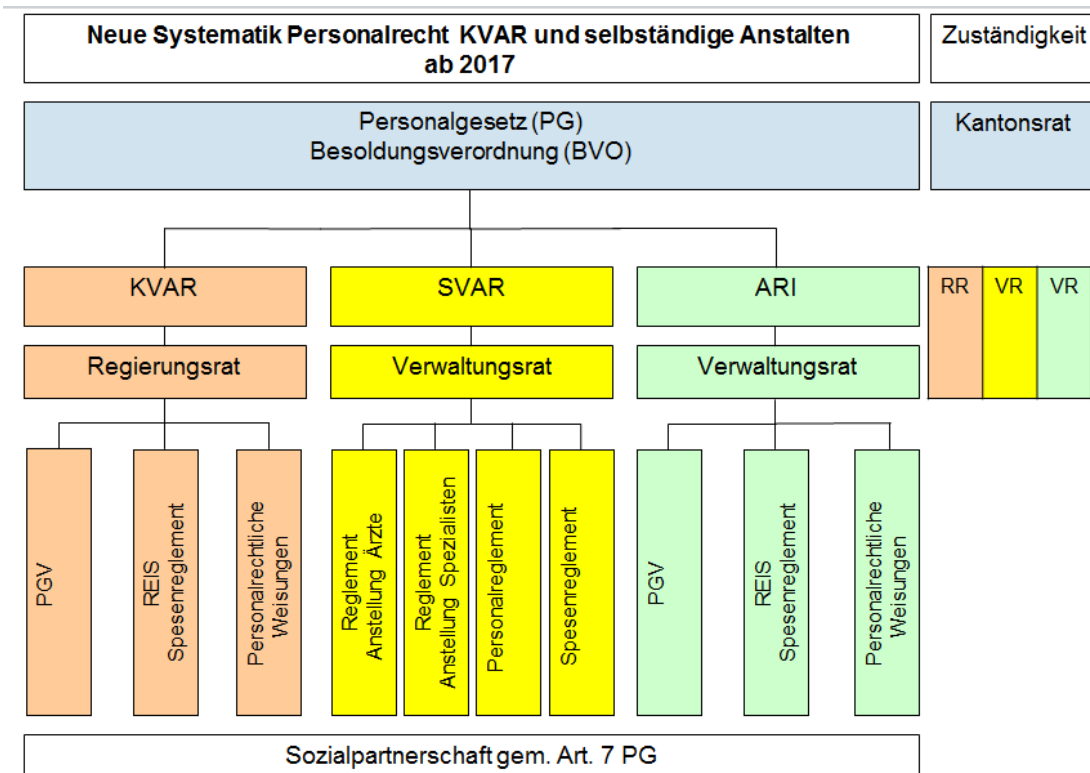 Neue Systematik Personalrecht KVAR und selbständige Anstalten
ab 2017
Zuständigkeit
Personalgesetz (PG)
Besoldungsverordnung (BVO)
Kantonsrat
KVAR
SVAR
ARI
RR
VR
VR
Regierungsrat
Verwaltungsrat
Verwaltungsrat
PGV
REIS
Spesenreglement
Personalrechtliche
Weisungen
Reglement
Anstellung Ärzte
Reglement
Anstellung Spezialisten
Personalreglement
Spesenreglement
PGV
REIS
Spesenreglement
Personalrechtliche
Weisungen
Sozialpartnerschaft gem. Art. 7 PG